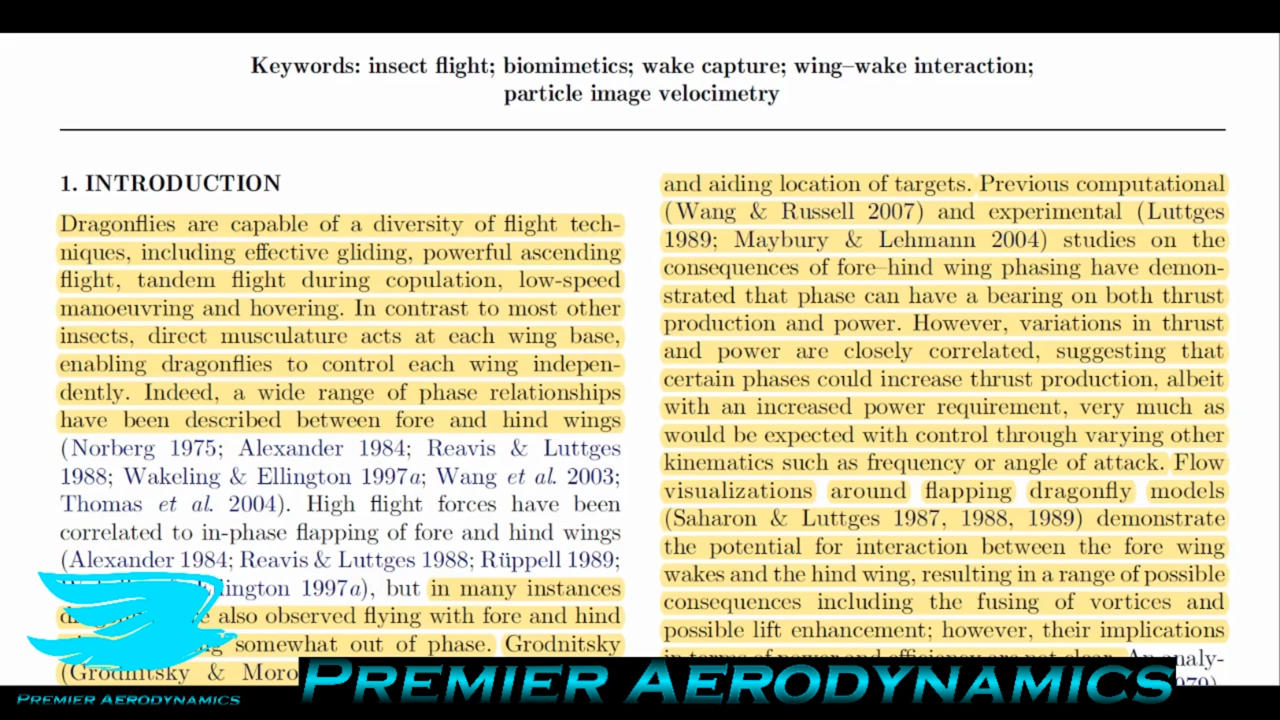 Keywords: insect flight; biomimetics; wake capture; wing–wake interaction;
particle image velocimetry
1. INTRODUCTION
Dragonflies are capable of a diversity of flight tech-
niques, including effective gliding, powerful ascending
flight, tandem flight during copulation, low-speed
manoeuvring and hovering. In contrast to most other
insects, direct musculature acts at each wing base,
enabling dragonflies to control each wing indepen-
dently. Indeed, a wide range of phase relationships
have been described between fore and hind wings
(Norberg 1975; Alexander 1984; Reavis & Luttges
1988; Wakeling & Ellington 1997a; Wang et al. 2003;
Thomas et al. 2004). High flight forces have been
correlated to in-phase flapping of fore and hind wings
(Alexander 1984; Reavis & Luttges 1988; Rüppell 1989;
1997a), but in many instances
also observed flying with fore and hind
somewhat out of phase. Grodnitsky
(Grodnitsky & Moro
and aiding location of targets. Previous computational
(Wang & Russell 2007) and experimental (Luttges
1989; Maybury & Lehmann 2004) studies on the
consequences of fore–hind wing phasing have demon-
strated that phase can have a bearing on both thrust
production and power. However, variations in thrust
and power are closely correlated, suggesting that
certain phases could increase thrust production, albeit
with an increased power requirement, very much as
would be expected with control through varying other
kinematics such as frequency or angle of attack. Flow
visualizations around flapping dragonfly models
(Saharon & Luttges 1987, 1988, 1989) demonstrate
the potential for interaction between the fore wing
wakes and the hind wing, resulting in a range of possible
consequences including the fusing of vortices and
possible lift enhancement; however, their implications
in terms of power and efficiency are not clear. An analy-
PREMIER AERODYNAMICS
PREMIER AERODYNAMICS